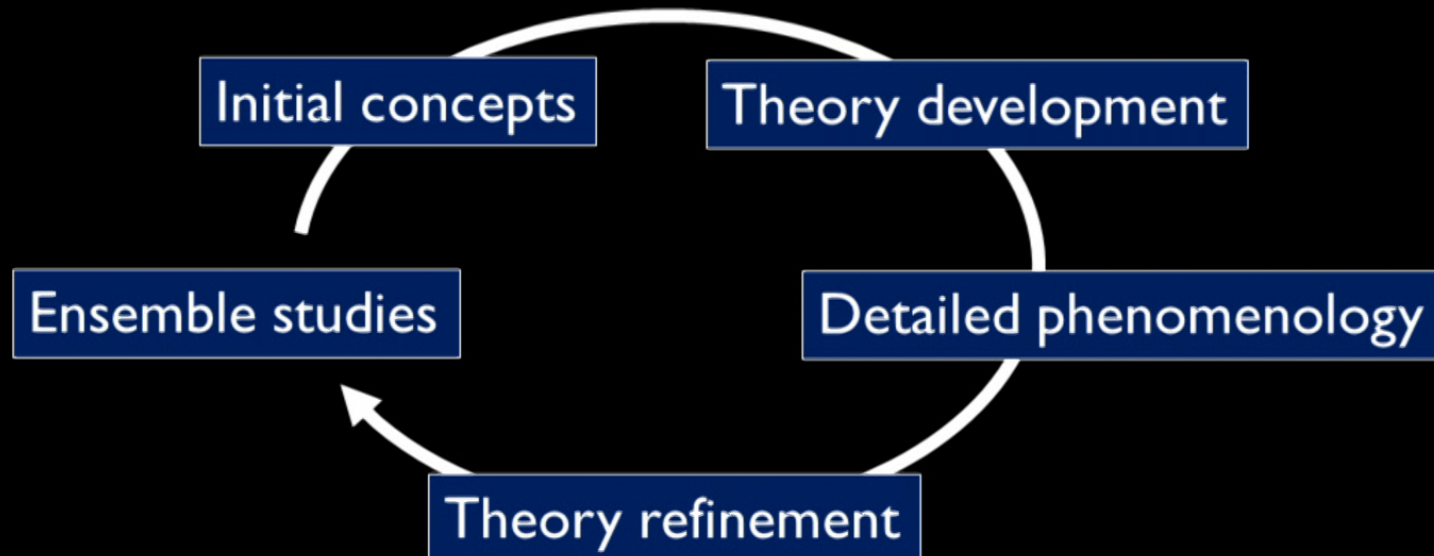 Initial concepts
Theory development
Ensemble studies
Detailed phenomenology
Theory refinement